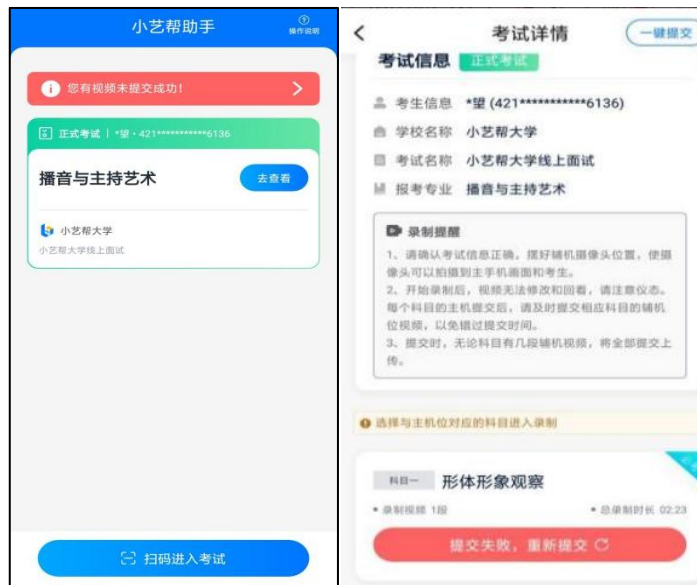 小艺帮助手
操作说明
您有视频未提交成功!
正式考试 | *望·421***********6136
播音与主持艺术
去查看
小艺帮大学
小艺帮大学线上面试
扫码进入考试
考试详情
一键提交
考试信息 正式考试
考生信息 *望 (421***********6136)
学校名称 小艺帮大学
考试名称 小艺帮大学线上面试
报考专业 播音与主持艺术
录制提醒
1、请确认考试信息正确,摆好辅机摄像头位置,使摄
像头可以拍摄到主手机画面和考生。
2、开始录制后,视频无法修改和回看,请注意仪态。
每个科目的主机提交后,请及时提交相应科目的辅机
位视频,以免错过提交时间。
3、提交时,无论科目有几段辅机视频,将全部提交上
传。
选择与主机位对应的科目进入录制
科目一 形体形象观察
• 录制视频 1段
• 总录制时长 02:23
提交失败,重新提交